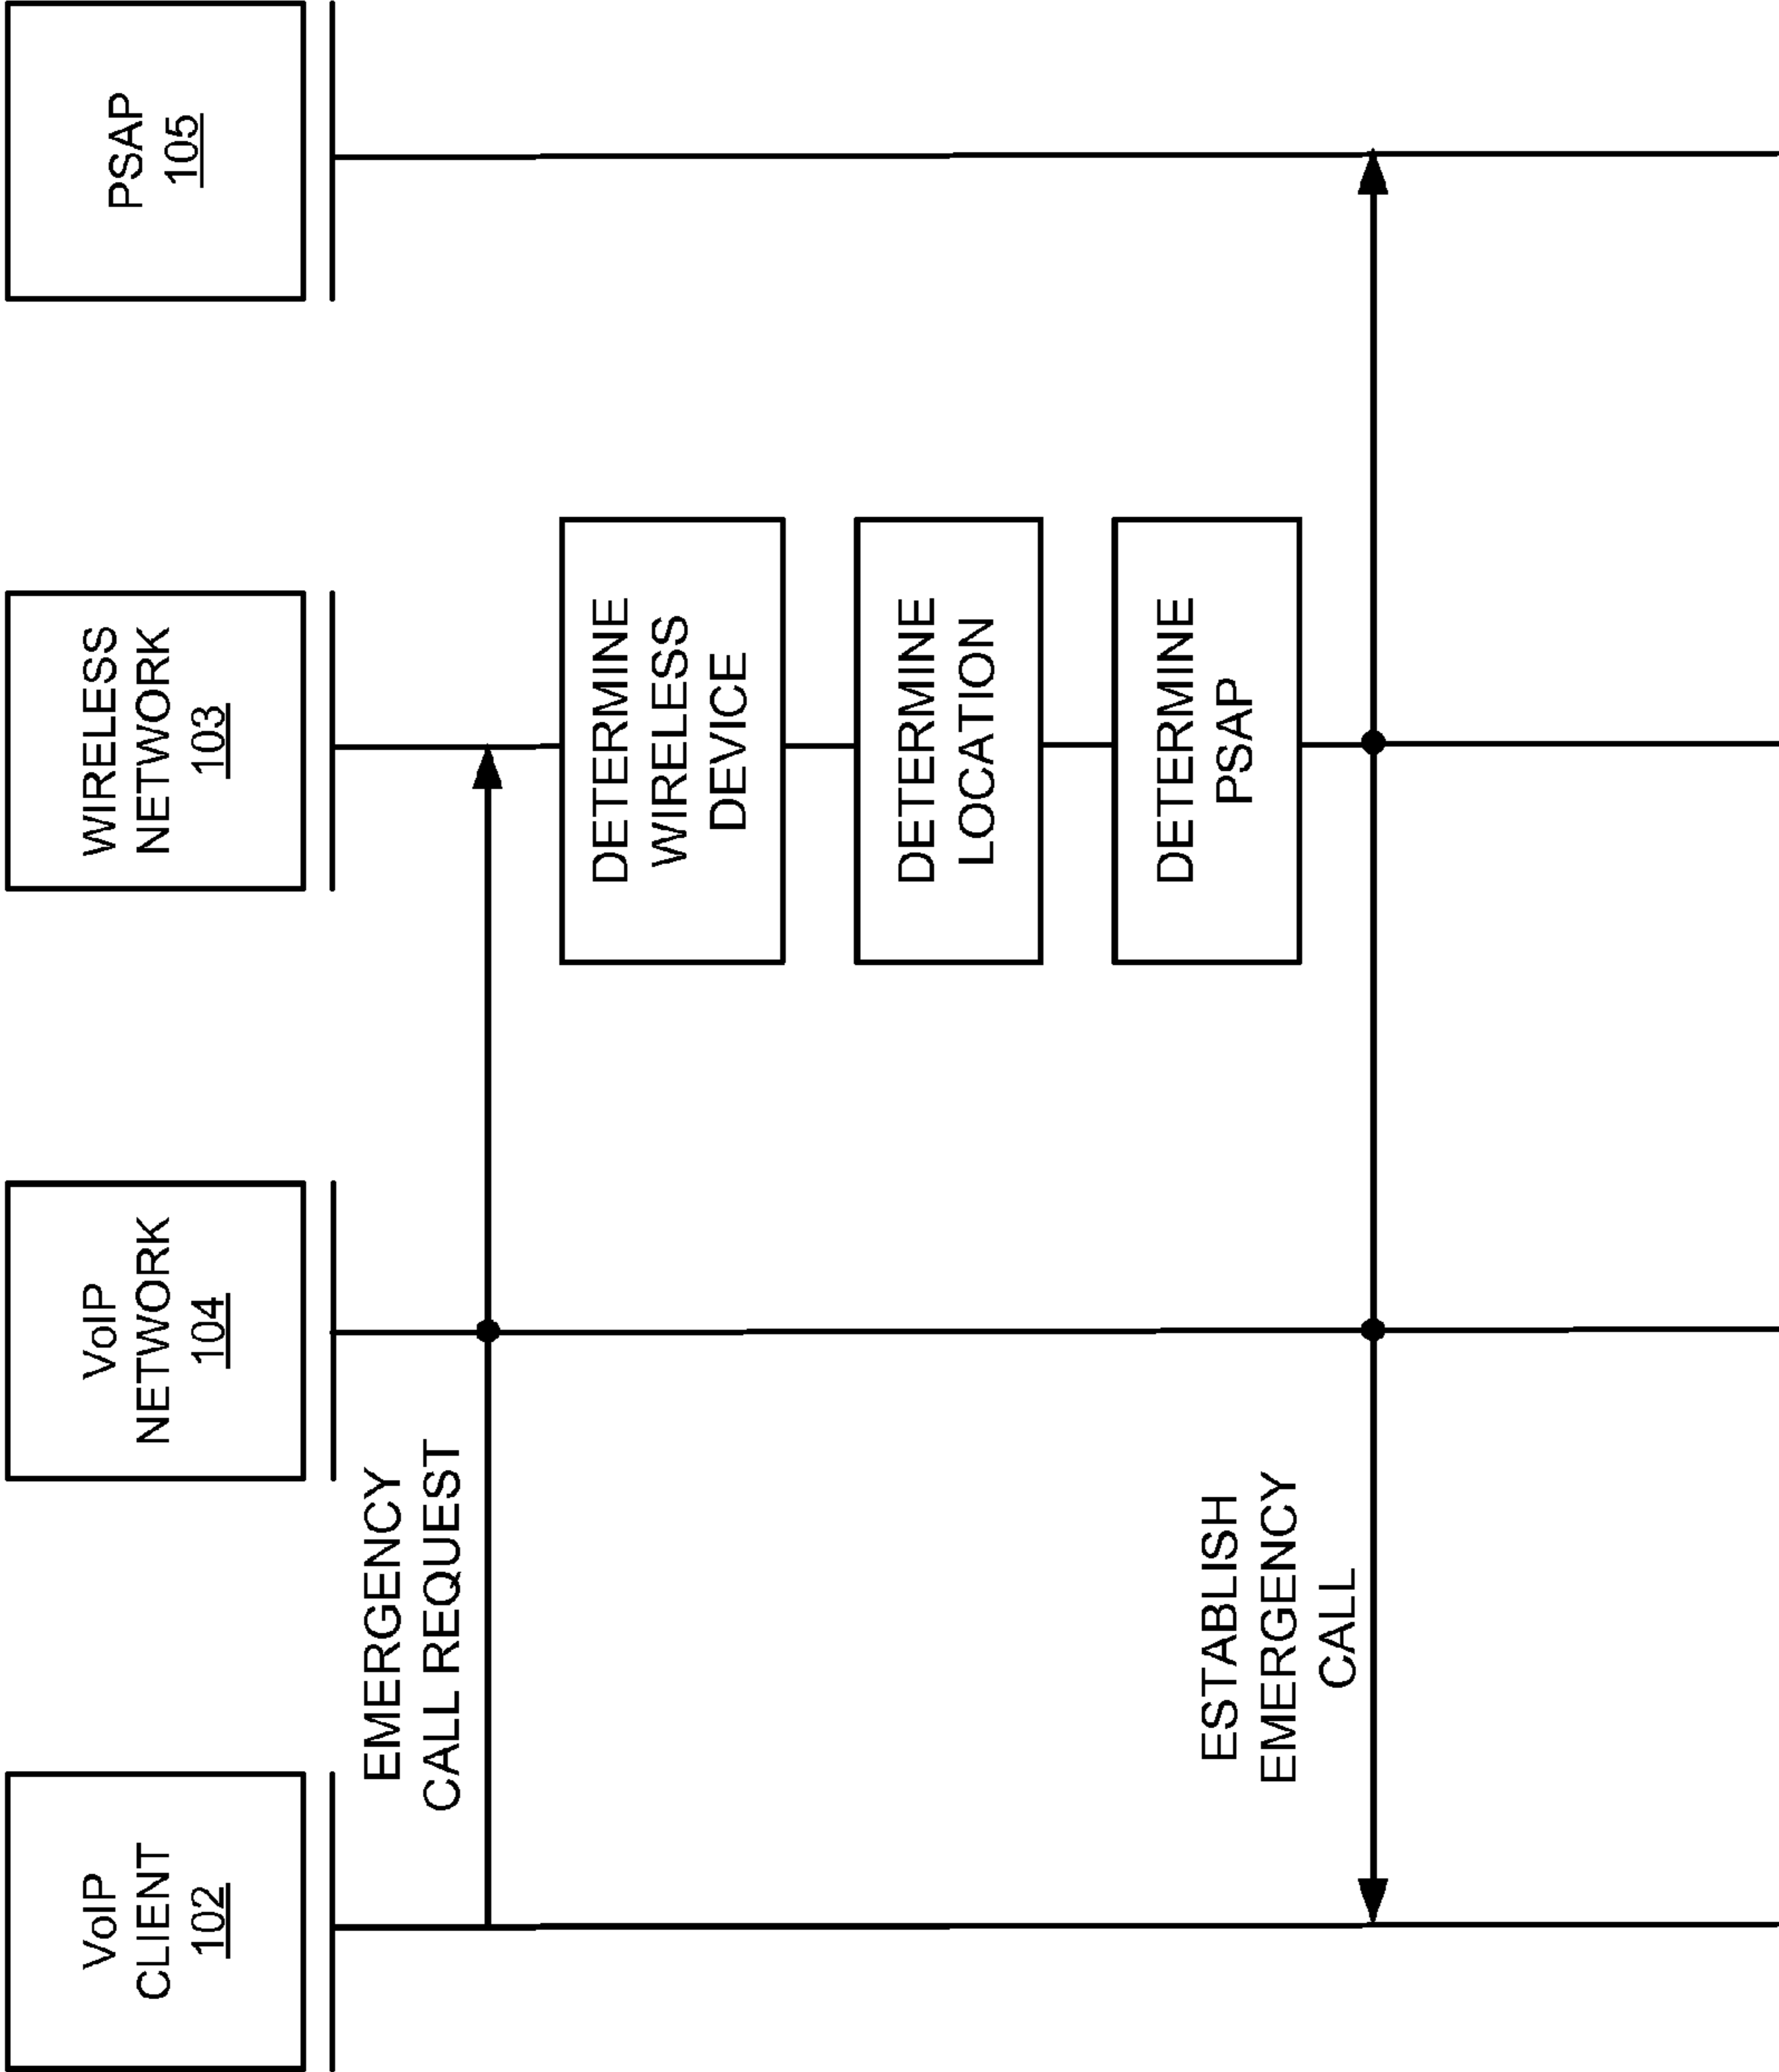 VoIP
CLIENT
102
VoIP
NETWORK
104
WIRELESS
NETWORK
103
PSAP
105
EMERGENCY
CALL REQUEST
DETERMINE
WIRELESS
DEVICE
DETERMINE
LOCATION
DETERMINE
PSAP
ESTABLISH
EMERGENCY
CALL